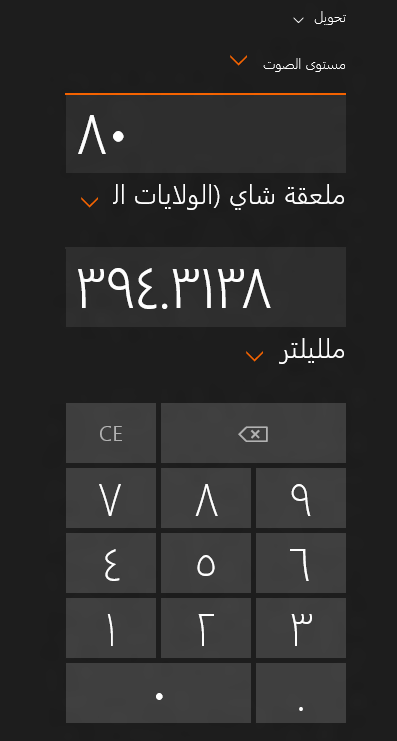 تحويل
مستوى الصوت
٨٠
ملعقة شاي (الولايات ال
٣٩٤.٣١٣٨
ملليلتر
CE
٧ ٨ ٩
٤ ٥ ٦
١ ٢ ٣
٠ .